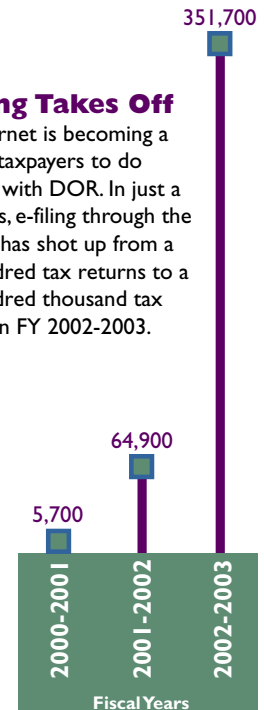 351,700
ng Takes Off
rnet is becoming a
taxpayers to do
with DOR. In just a
s, e-filing through the
has shot up from a
dred tax returns to a
dred thousand tax
n FY 2002-2003.
64,900
5,700
2000-2001
2001-2002
2002-2003
Fiscal Years